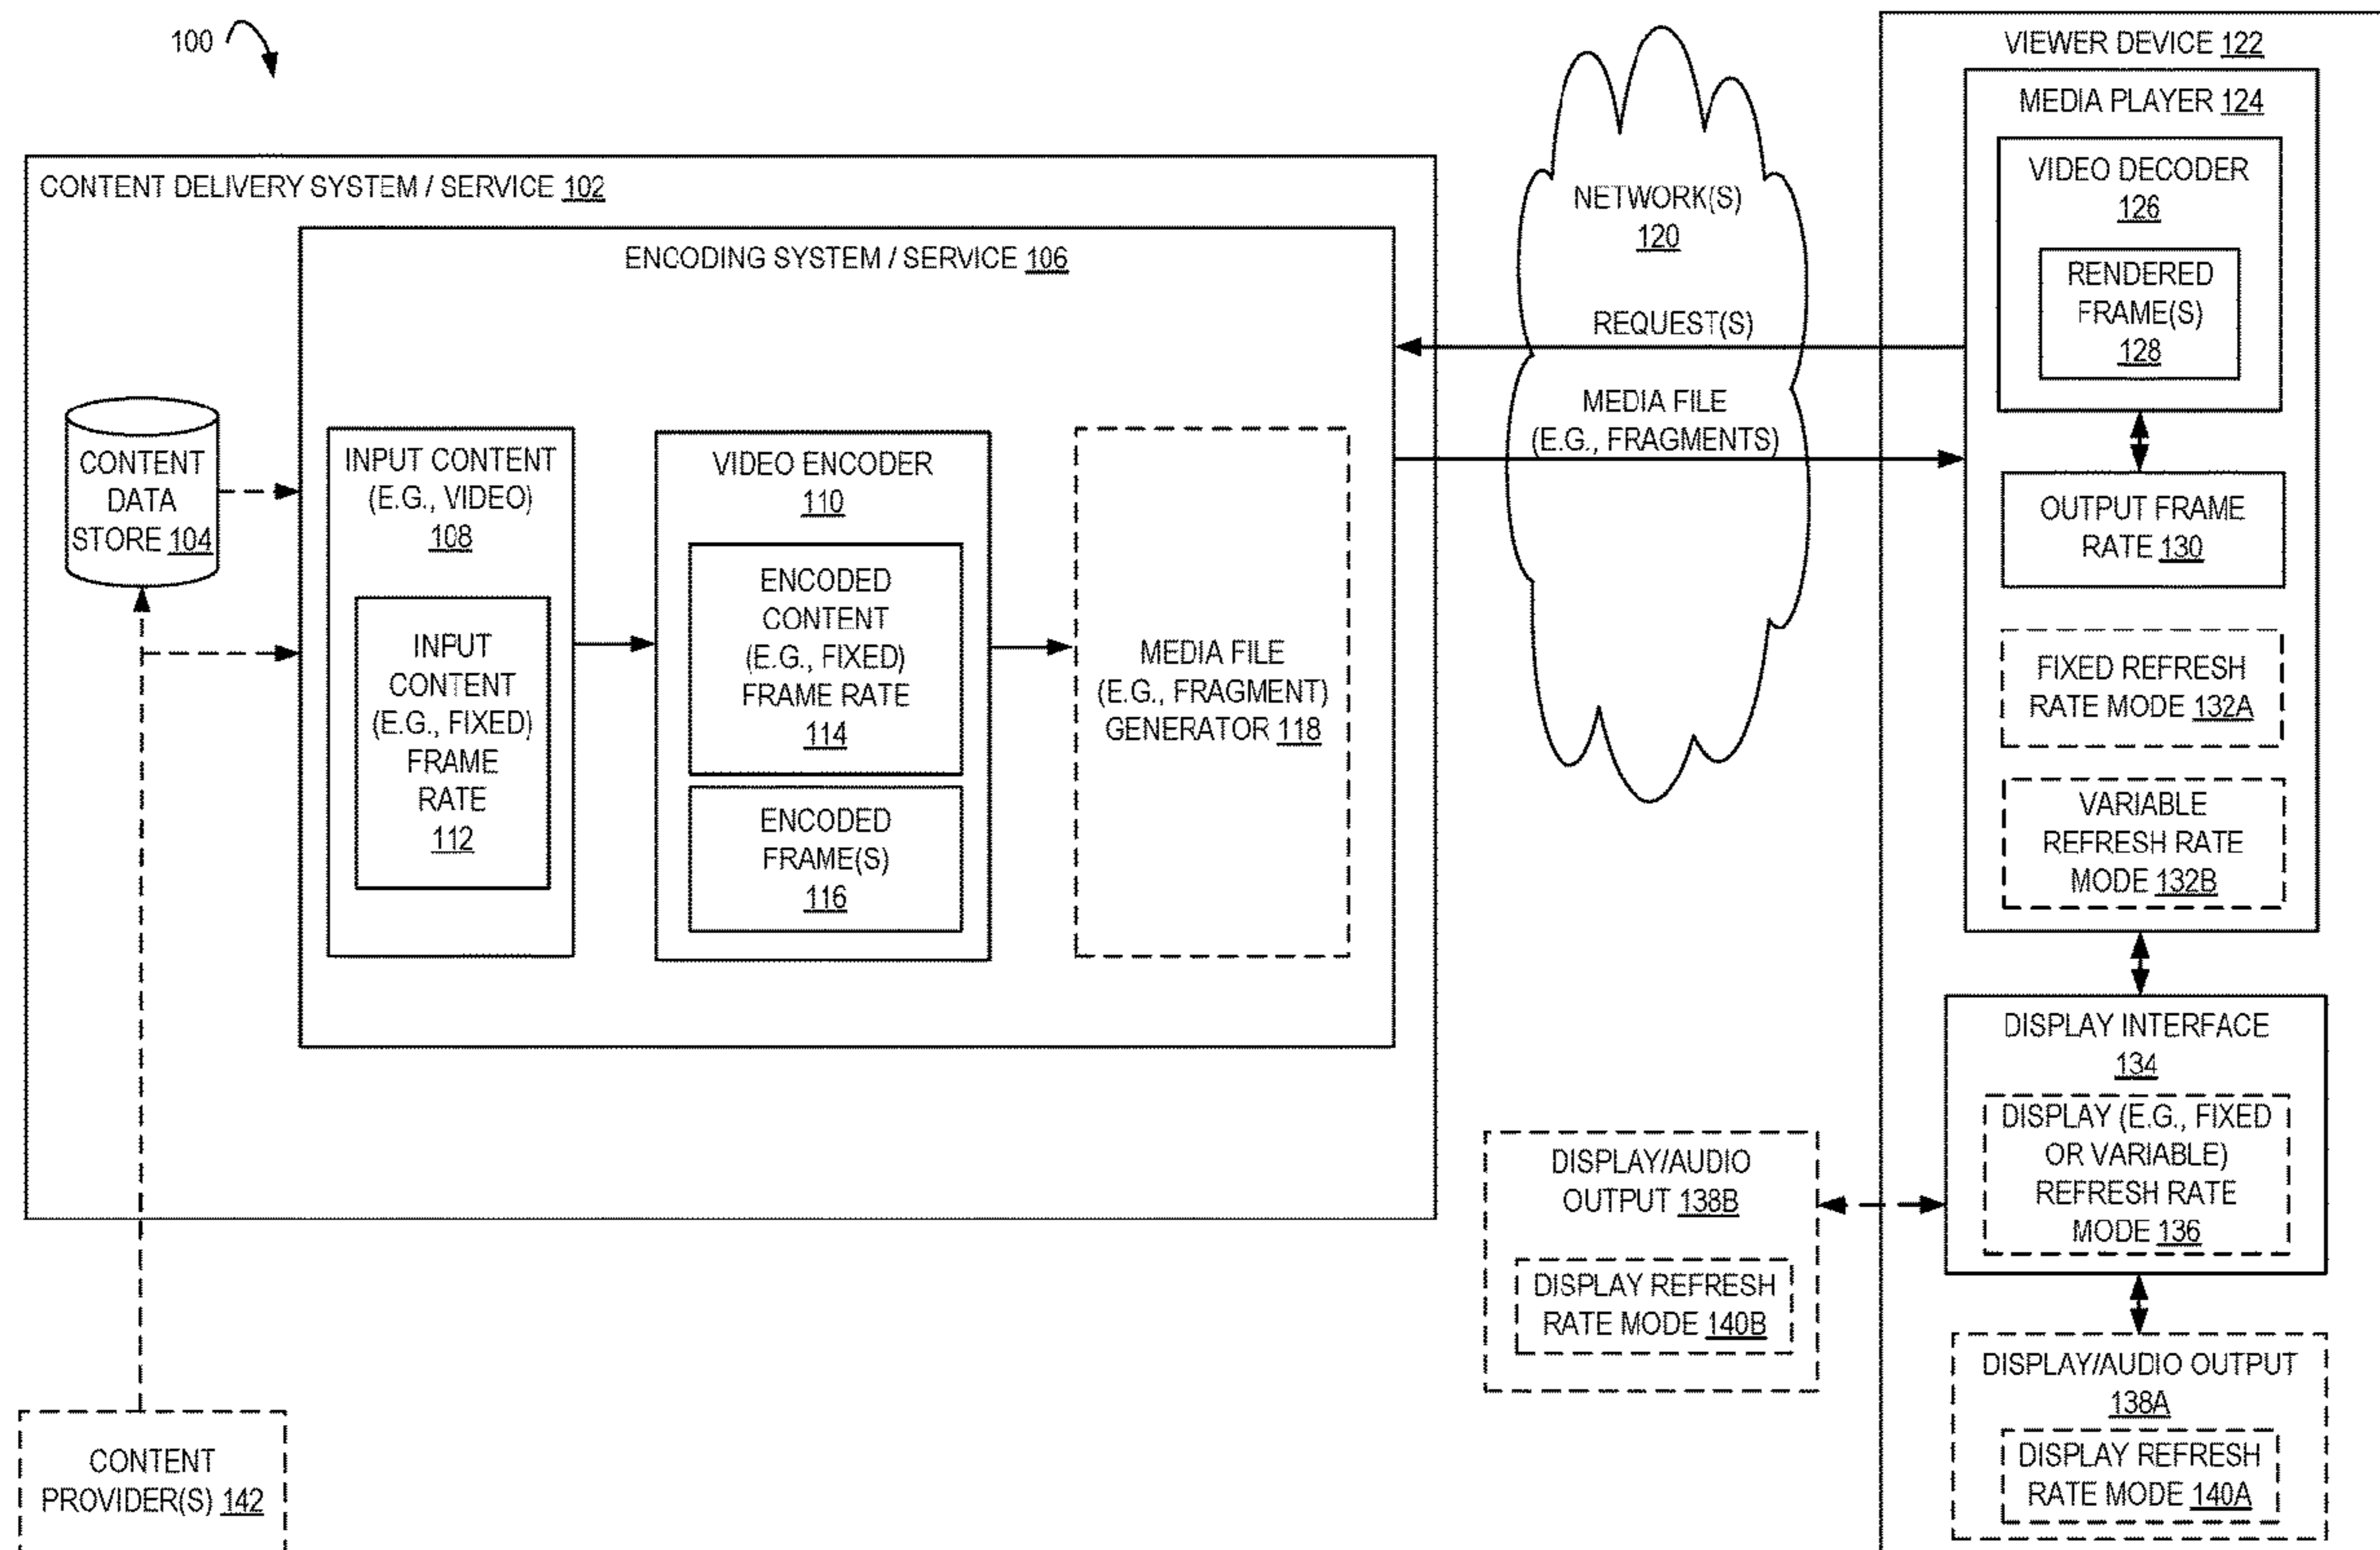 100
CONTENT DELIVERY SYSTEM / SERVICE 102
ENCODING SYSTEM / SERVICE 106
CONTENT
DATA
STORE 104
INPUT CONTENT
(E.G., VIDEO)
108
INPUT
CONTENT
(E.G., FIXED)
FRAME
RATE
112
VIDEO ENCODER
110
ENCODED
CONTENT
(E.G., FIXED)
FRAME RATE
114
ENCODED
FRAME(S)
116
MEDIA FILE
(E.G., FRAGMENT)
GENERATOR 118
CONTENT
PROVIDER(S) 142
NETWORK(S)
120
REQUEST(S)
MEDIA FILE
(E.G., FRAGMENTS)
VIEWER DEVICE 122
MEDIA PLAYER 124
VIDEO DECODER
126
RENDERED
FRAME(S)
128
OUTPUT FRAME
RATE 130
FIXED REFRESH
RATE MODE 132A
VARIABLE
REFRESH RATE
MODE 132B
DISPLAY INTERFACE
134
DISPLAY (E.G., FIXED
OR VARIABLE)
REFRESH RATE
MODE 136
DISPLAY/AUDIO
OUTPUT 138B
DISPLAY REFRESH
RATE MODE 140B
DISPLAY/AUDIO OUTPUT
138A
DISPLAY REFRESH
RATE MODE 140A